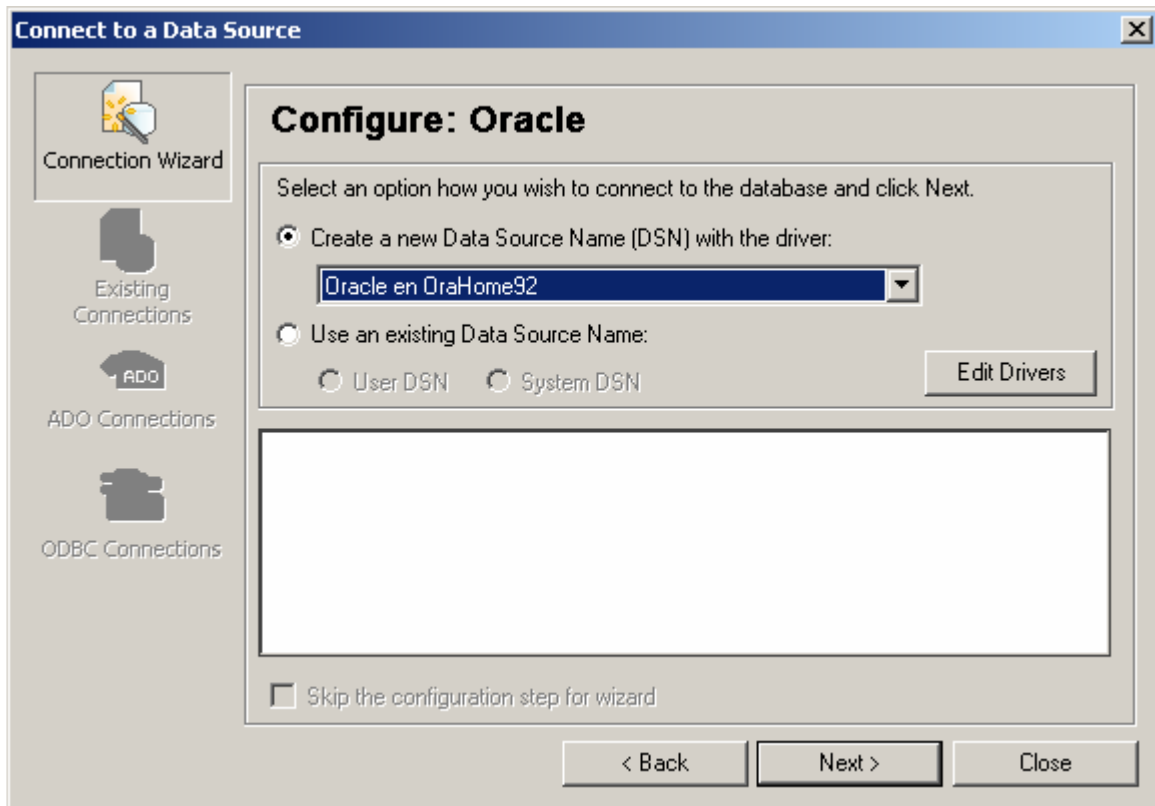 Connect to a Data Source
Connection Wizard
Existing
Connections
ADO
ADO Connections
ODBC Connections
Configure: Oracle
Select an option how you wish to connect to the database and click Next.
Create a new Data Source Name (DSN) with the driver:
Oracle en OraHome92
Use an existing Data Source Name:
User DSN System DSN
Edit Drivers
Skip the configuration step for wizard
< Back Next > Close